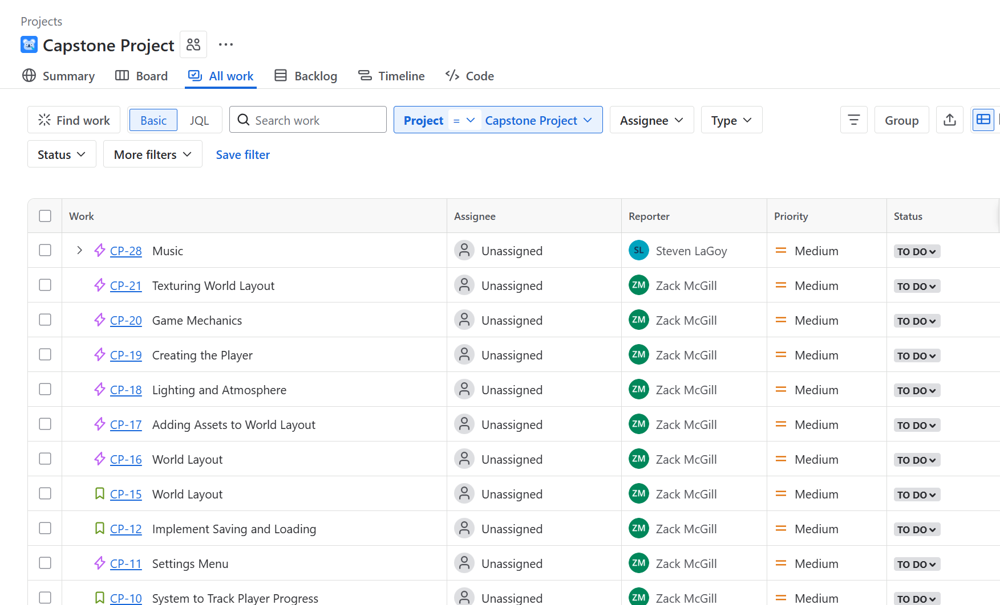 Projects
Capstone Project
Summary Board All work Backlog Timeline Code
Find work Basic JQL Search work Project = Capstone Project Assignee Type Group
Status More filters Save filter
Work Assignee Reporter Priority Status
CP-28 Music Unassigned SL Steven LaGoy Medium TO DO
CP-21 Texturing World Layout Unassigned ZM Zack McGill Medium TO DO
CP-20 Game Mechanics Unassigned ZM Zack McGill Medium TO DO
CP-19 Creating the Player Unassigned ZM Zack McGill Medium TO DO
CP-18 Lighting and Atmosphere Unassigned ZM Zack McGill Medium TO DO
CP-17 Adding Assets to World Layout Unassigned ZM Zack McGill Medium TO DO
CP-16 World Layout Unassigned ZM Zack McGill Medium TO DO
CP-15 World Layout Unassigned ZM Zack McGill Medium TO DO
CP-12 Implement Saving and Loading Unassigned ZM Zack McGill Medium TO DO
CP-11 Settings Menu Unassigned ZM Zack McGill Medium TO DO
CP-10 System to Track Player Progress Unassigned ZM Zack McGill Medium TO DO